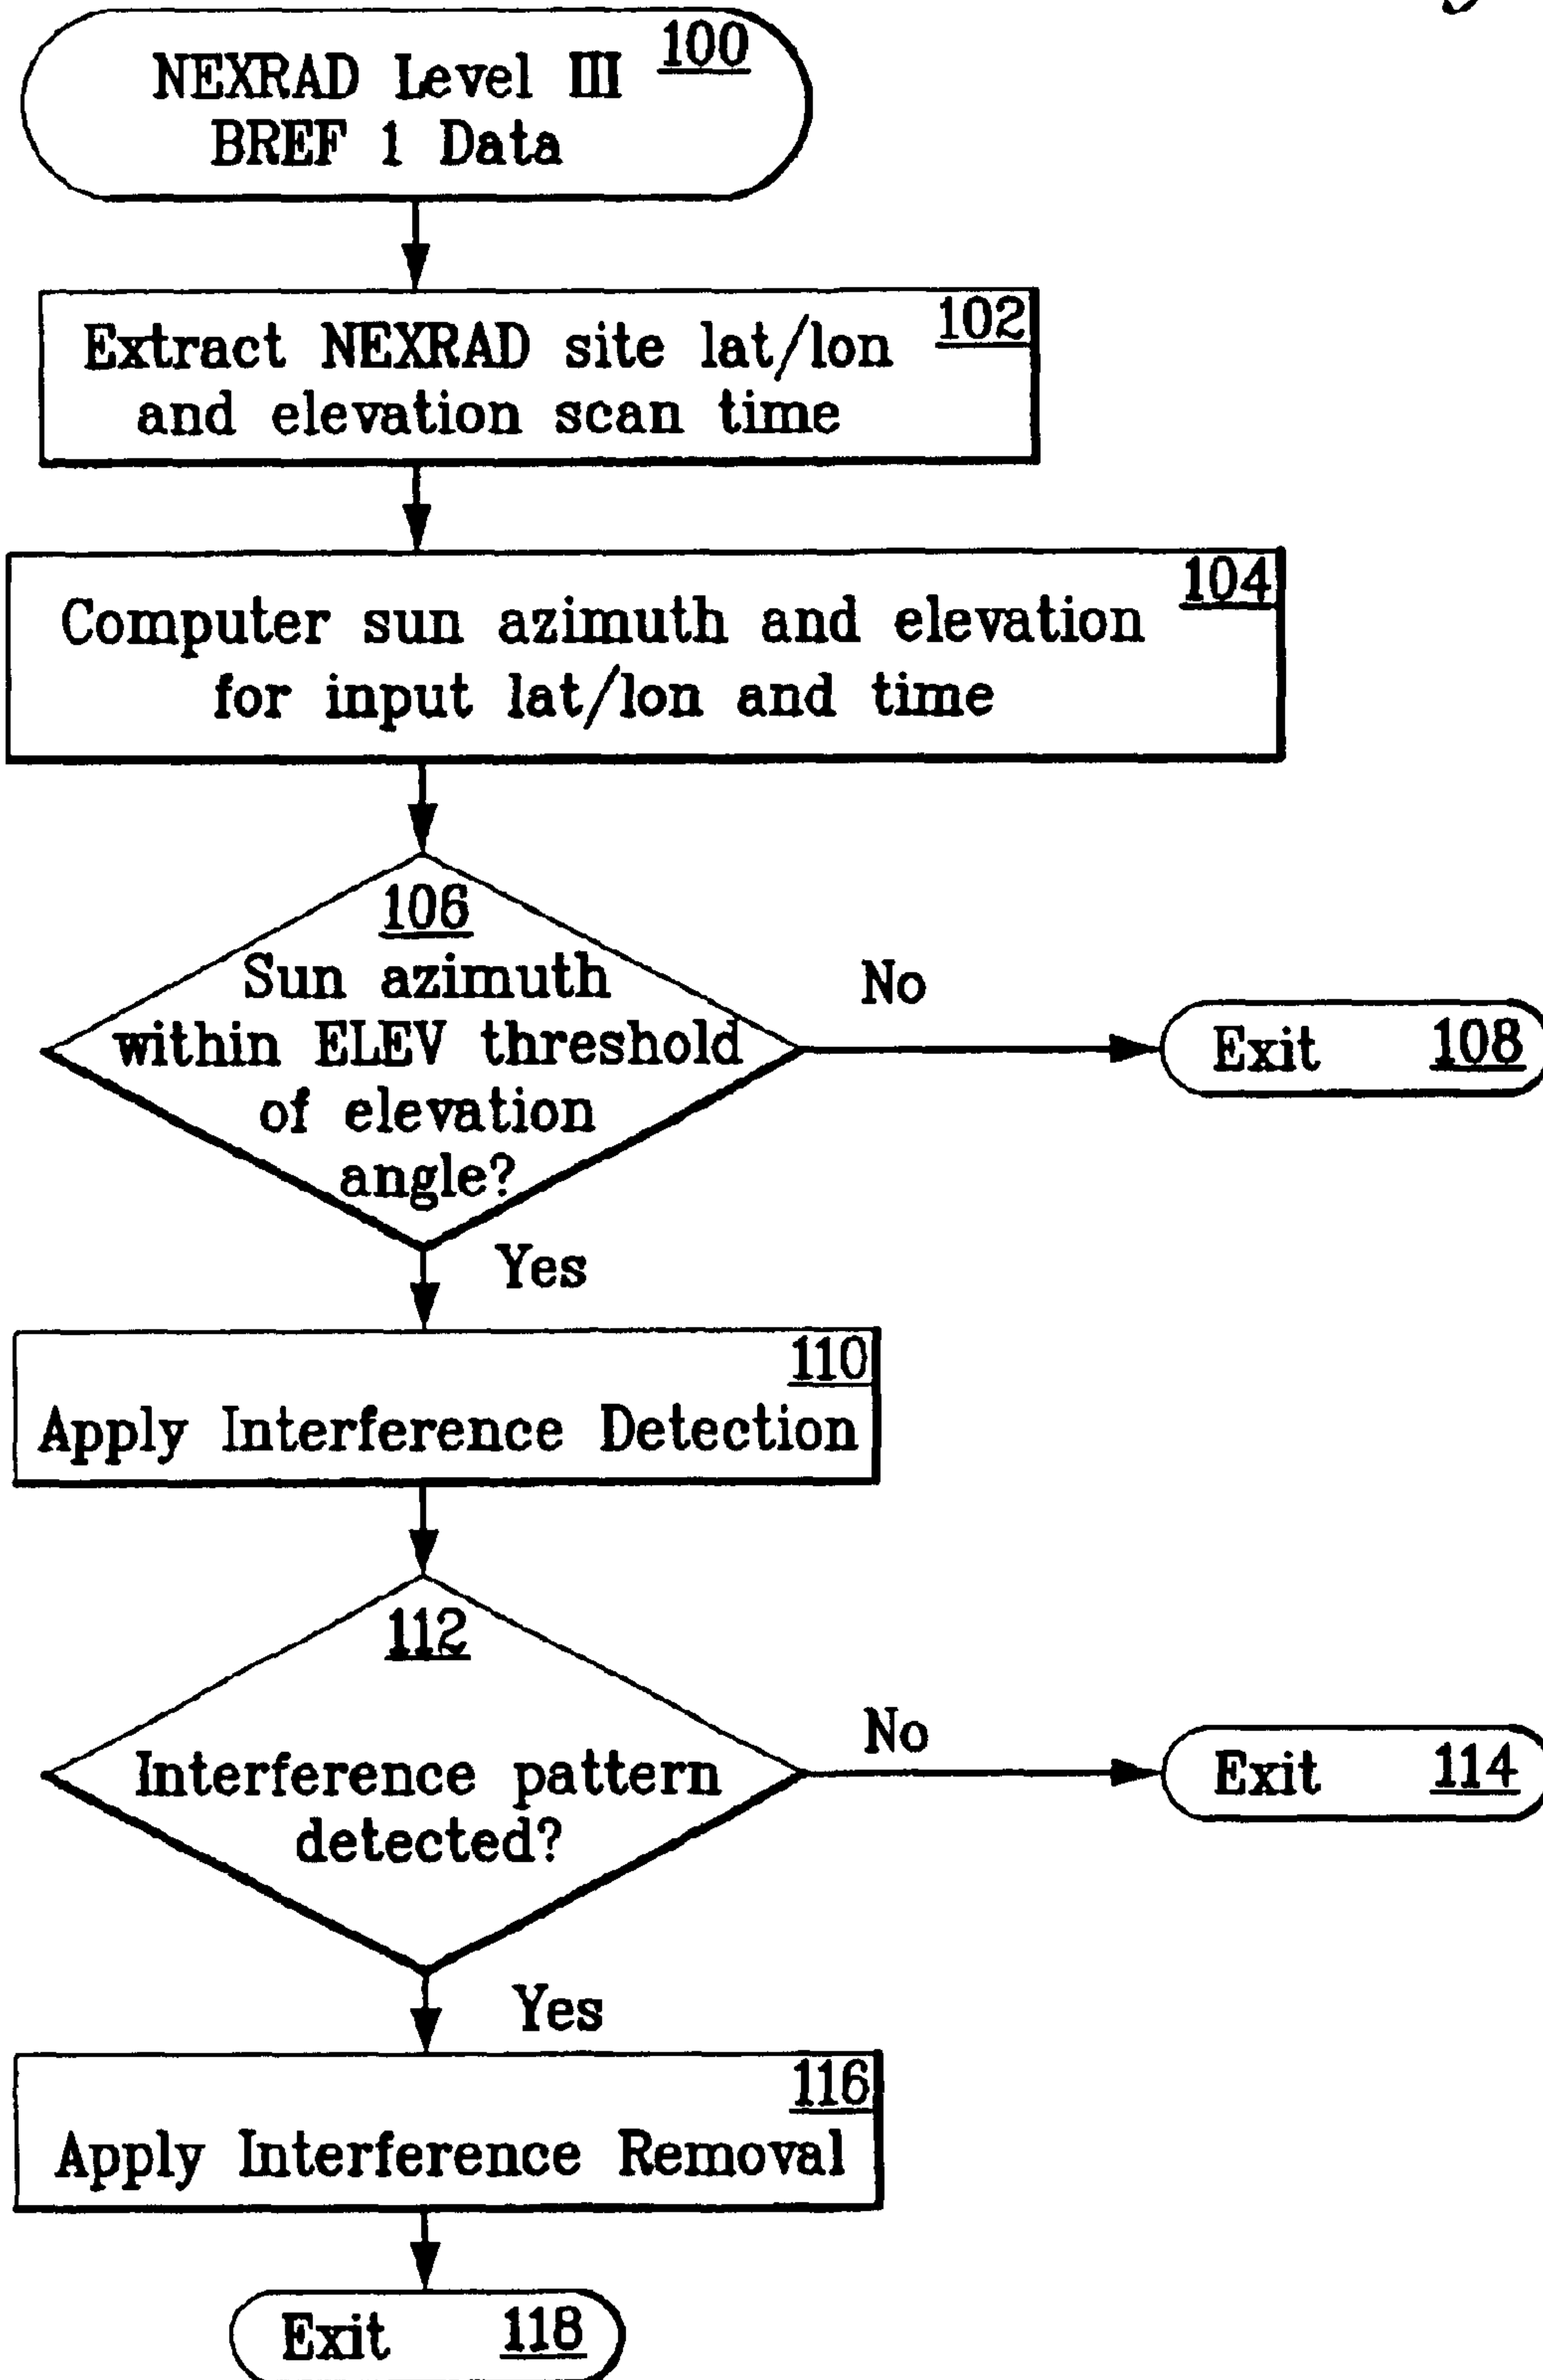 100
NEXRAD Level III
BREF 1 Data
102
Extract NEXRAD site lat/lon
and elevation scan time
104
Computer sun azimuth and elevation
for input lat/lon and time
106
Sun azimuth
within ELEV threshold
of elevation
angle?
No
Exit 108
Yes
110
Apply Interference Detection
112
Interference pattern
detected?
No
Exit 114
Yes
116
Apply Interference Removal
Exit 118